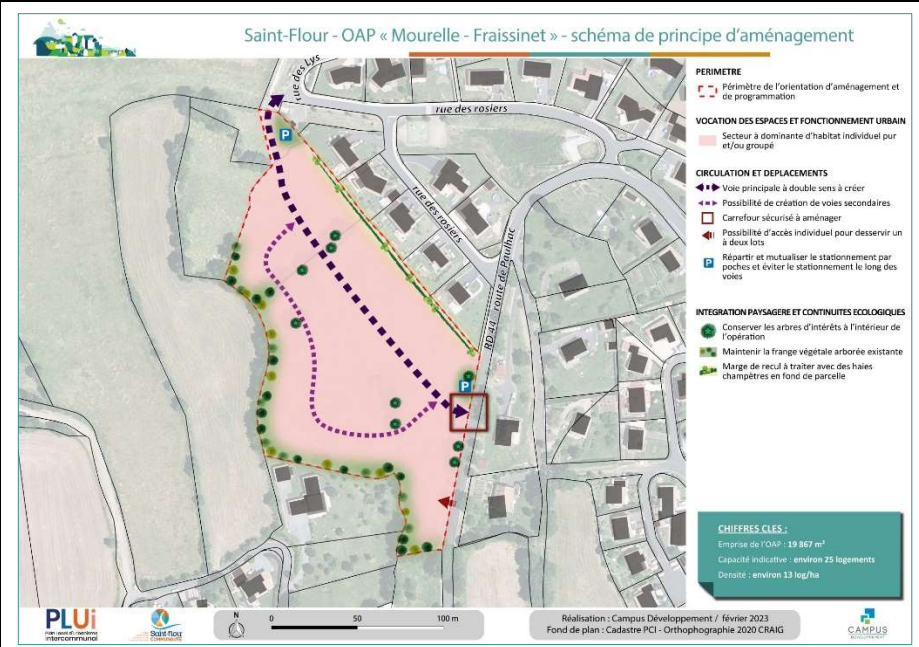 Saint-Flour - OAP « Mourelle - Fraissinet » - schéma de principe d'aménagement
rue des Lys
rue des rosiers
rue des rosiers
RD 44 route de Paulhac
P
P
PERIMETRE
Périmètre de l'orientation d'aménagement et
de programmation
VOCATION DES ESPACES ET FONCTIONNEMENT URBAIN
Secteur à dominante d'habitat individuel pur
et/ou groupé
CIRCULATION ET DEPLACEMENTS
Voie principale à double sens à créer
Possibilité de création de voies secondaires
Carrefour sécurisé à aménager
Possibilité d'accès individuel pour desservir un
à deux lots
P
Répartir et mutualiser le stationnement par
poches et éviter le stationnement le long des
voies
INTEGRATION PAYSAGERE ET CONTINUITES ECOLOGIQUES
Conserver les arbres d'intérêts à l'intérieur de
l'opération
Maintenir la frange végétale arborée existante
Marge de recul à traiter avec des haies
champêtres en fond de parcelle
CHIFFRES CLES :
Emprise de l'OAP : 19 867 m²
Capacité indicative : environ 25 logements
Densité : environ 13 log/ha
PLUi
Plan local d'urbanisme
intercommunal
Saint-Flour
COMMUNAUTÉ
N
0 50 100 m
Réalisation : Campus Développement / février 2023
Fond de plan : Cadastre PCI - Orthophographie 2020 CRAIG
CAMPUS
DÉVELOPPEMENT